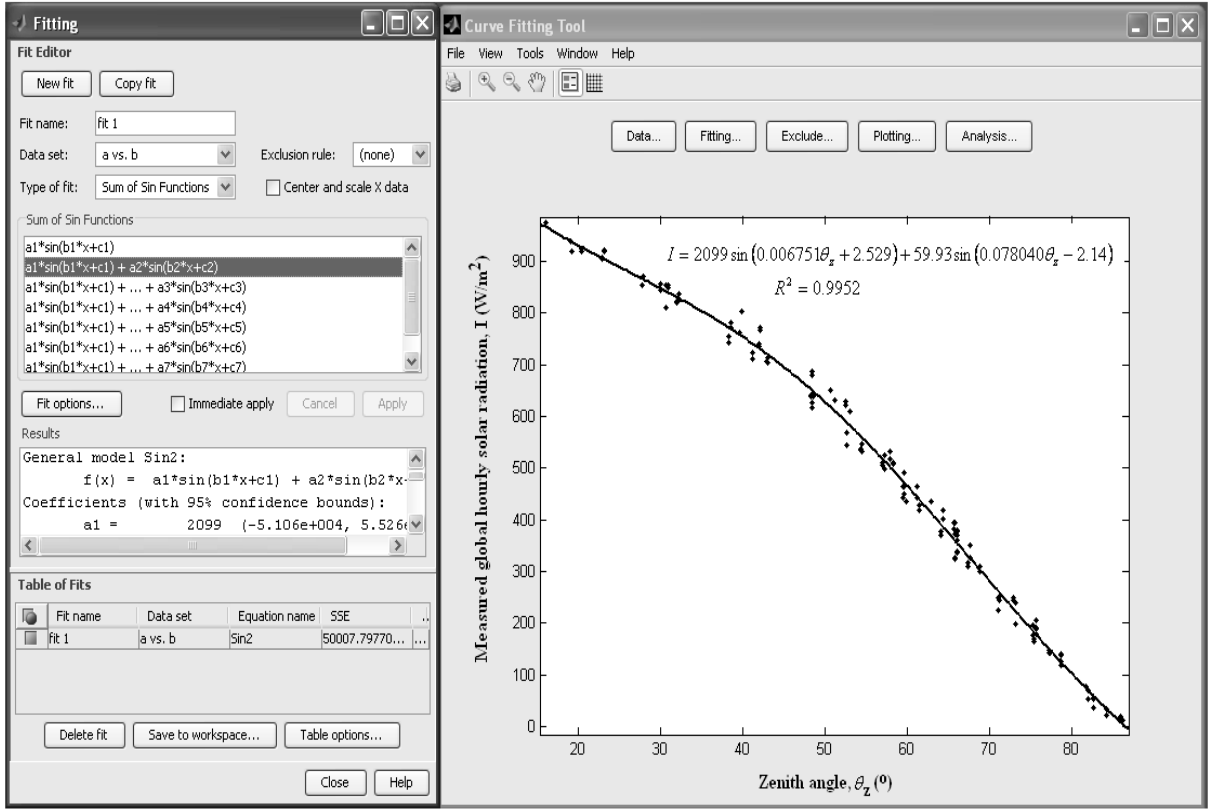 Fitting
Fit Editor
New fit
Copy fit
Fit name:
fit 1
Data set:
a vs. b
Exclusion rule:
(none)
Type of fit:
Sum of Sin Functions
Center and scale X data
Sum of Sin Functions
a1*sin(b1*x+c1)
a1*sin(b1*x+c1) + a2*sin(b2*x+c2)
a1*sin(b1*x+c1) + ... + a3*sin(b3*x+c3)
a1*sin(b1*x+c1) + ... + a4*sin(b4*x+c4)
a1*sin(b1*x+c1) + ... + a5*sin(b5*x+c5)
a1*sin(b1*x+c1) + ... + a6*sin(b6*x+c6)
a1*sin(b1*x+c1) + ... + a7*sin(b7*x+c7)
Fit options...
Immediate apply
Cancel
Apply
Results
General model Sin2:
f(x) = a1*sin(b1*x+c1) + a2*sin(b2*x+
Coefficients (with 95% confidence bounds):
a1 = 2099 (-5.106e+004, 5.526e
Table of Fits
Fit name Data set Equation name SSE ..
fit 1 a vs. b Sin2 50007.79770... ...
Delete fit
Save to workspace...
Table options...
Close
Help
Curve Fitting Tool
File View Tools Window Help
Data...
Fitting...
Exclude...
Plotting...
Analysis...
I = 2099 sin(0.006751θz + 2.529) + 59.93 sin(0.078040θz − 2.14)
R² = 0.9952
Measured global hourly solar radiation, I (W/m²)
900
800
700
600
500
400
300
200
100
0
20 30 40 50 60 70 80
Zenith angle, θz (º)